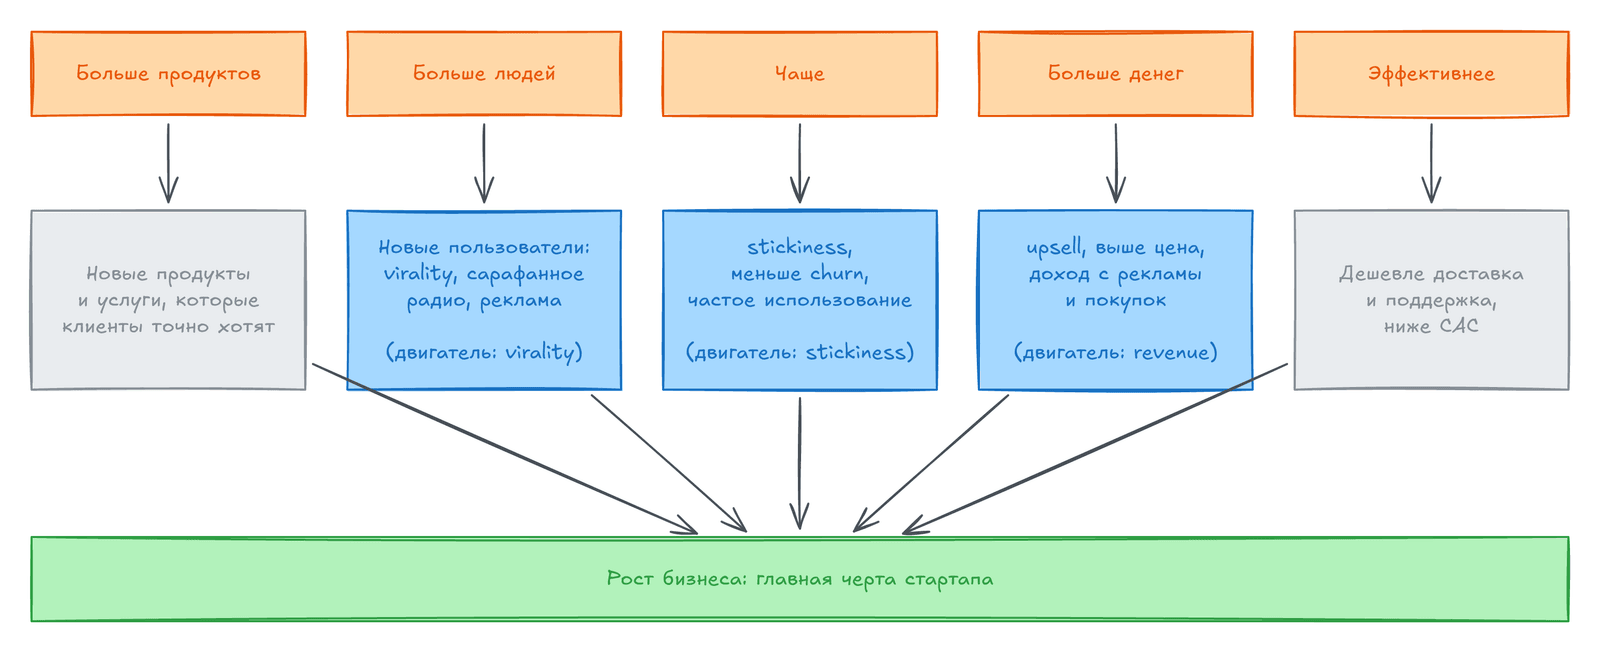 Больше продуктов
Больше людей
Чаще
Больше денег
Эффективнее
Новые продукты
и услуги, которые
клиенты точно хотят
Новые пользователи:
virality, сарафанное
радио, реклама
(двигатель: virality)
stickiness,
меньше churn,
частое использование
(двигатель: stickiness)
upsell, выше цена,
доход с рекламы
и покупок
(двигатель: revenue)
Дешевле доставка
и поддержка,
ниже CAC
Рост бизнеса: главная черта стартапа